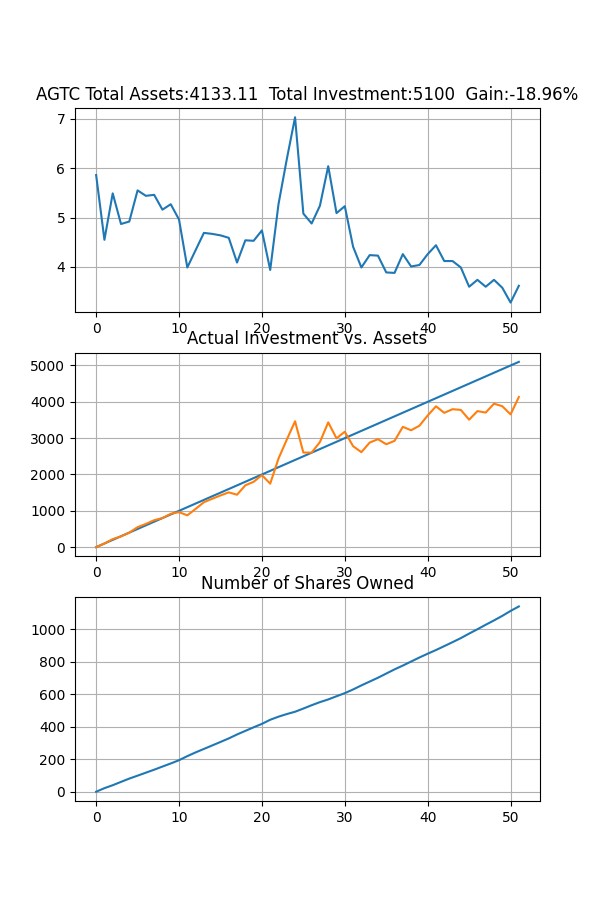 AGTC Total Assets:4133.11  Total Investment:5100  Gain:-18.96%
7
6
5
4
0 10 20 30 40 50
Actual Investment vs. Assets
5000
4000
3000
2000
1000
0
0 10 20 30 40 50
Number of Shares Owned
1000
800
600
400
200
0
0 10 20 30 40 50